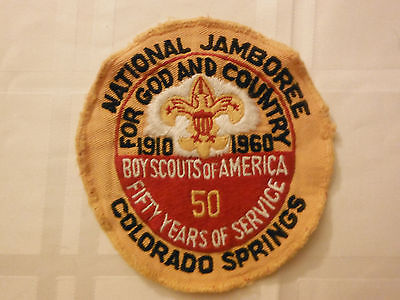 NATIONAL JAMBOREE
FOR GOD AND COUNTRY
1910 1960
BOY SCOUTS OF AMERICA
50
FIFTY YEARS OF SERVICE
COLORADO SPRINGS